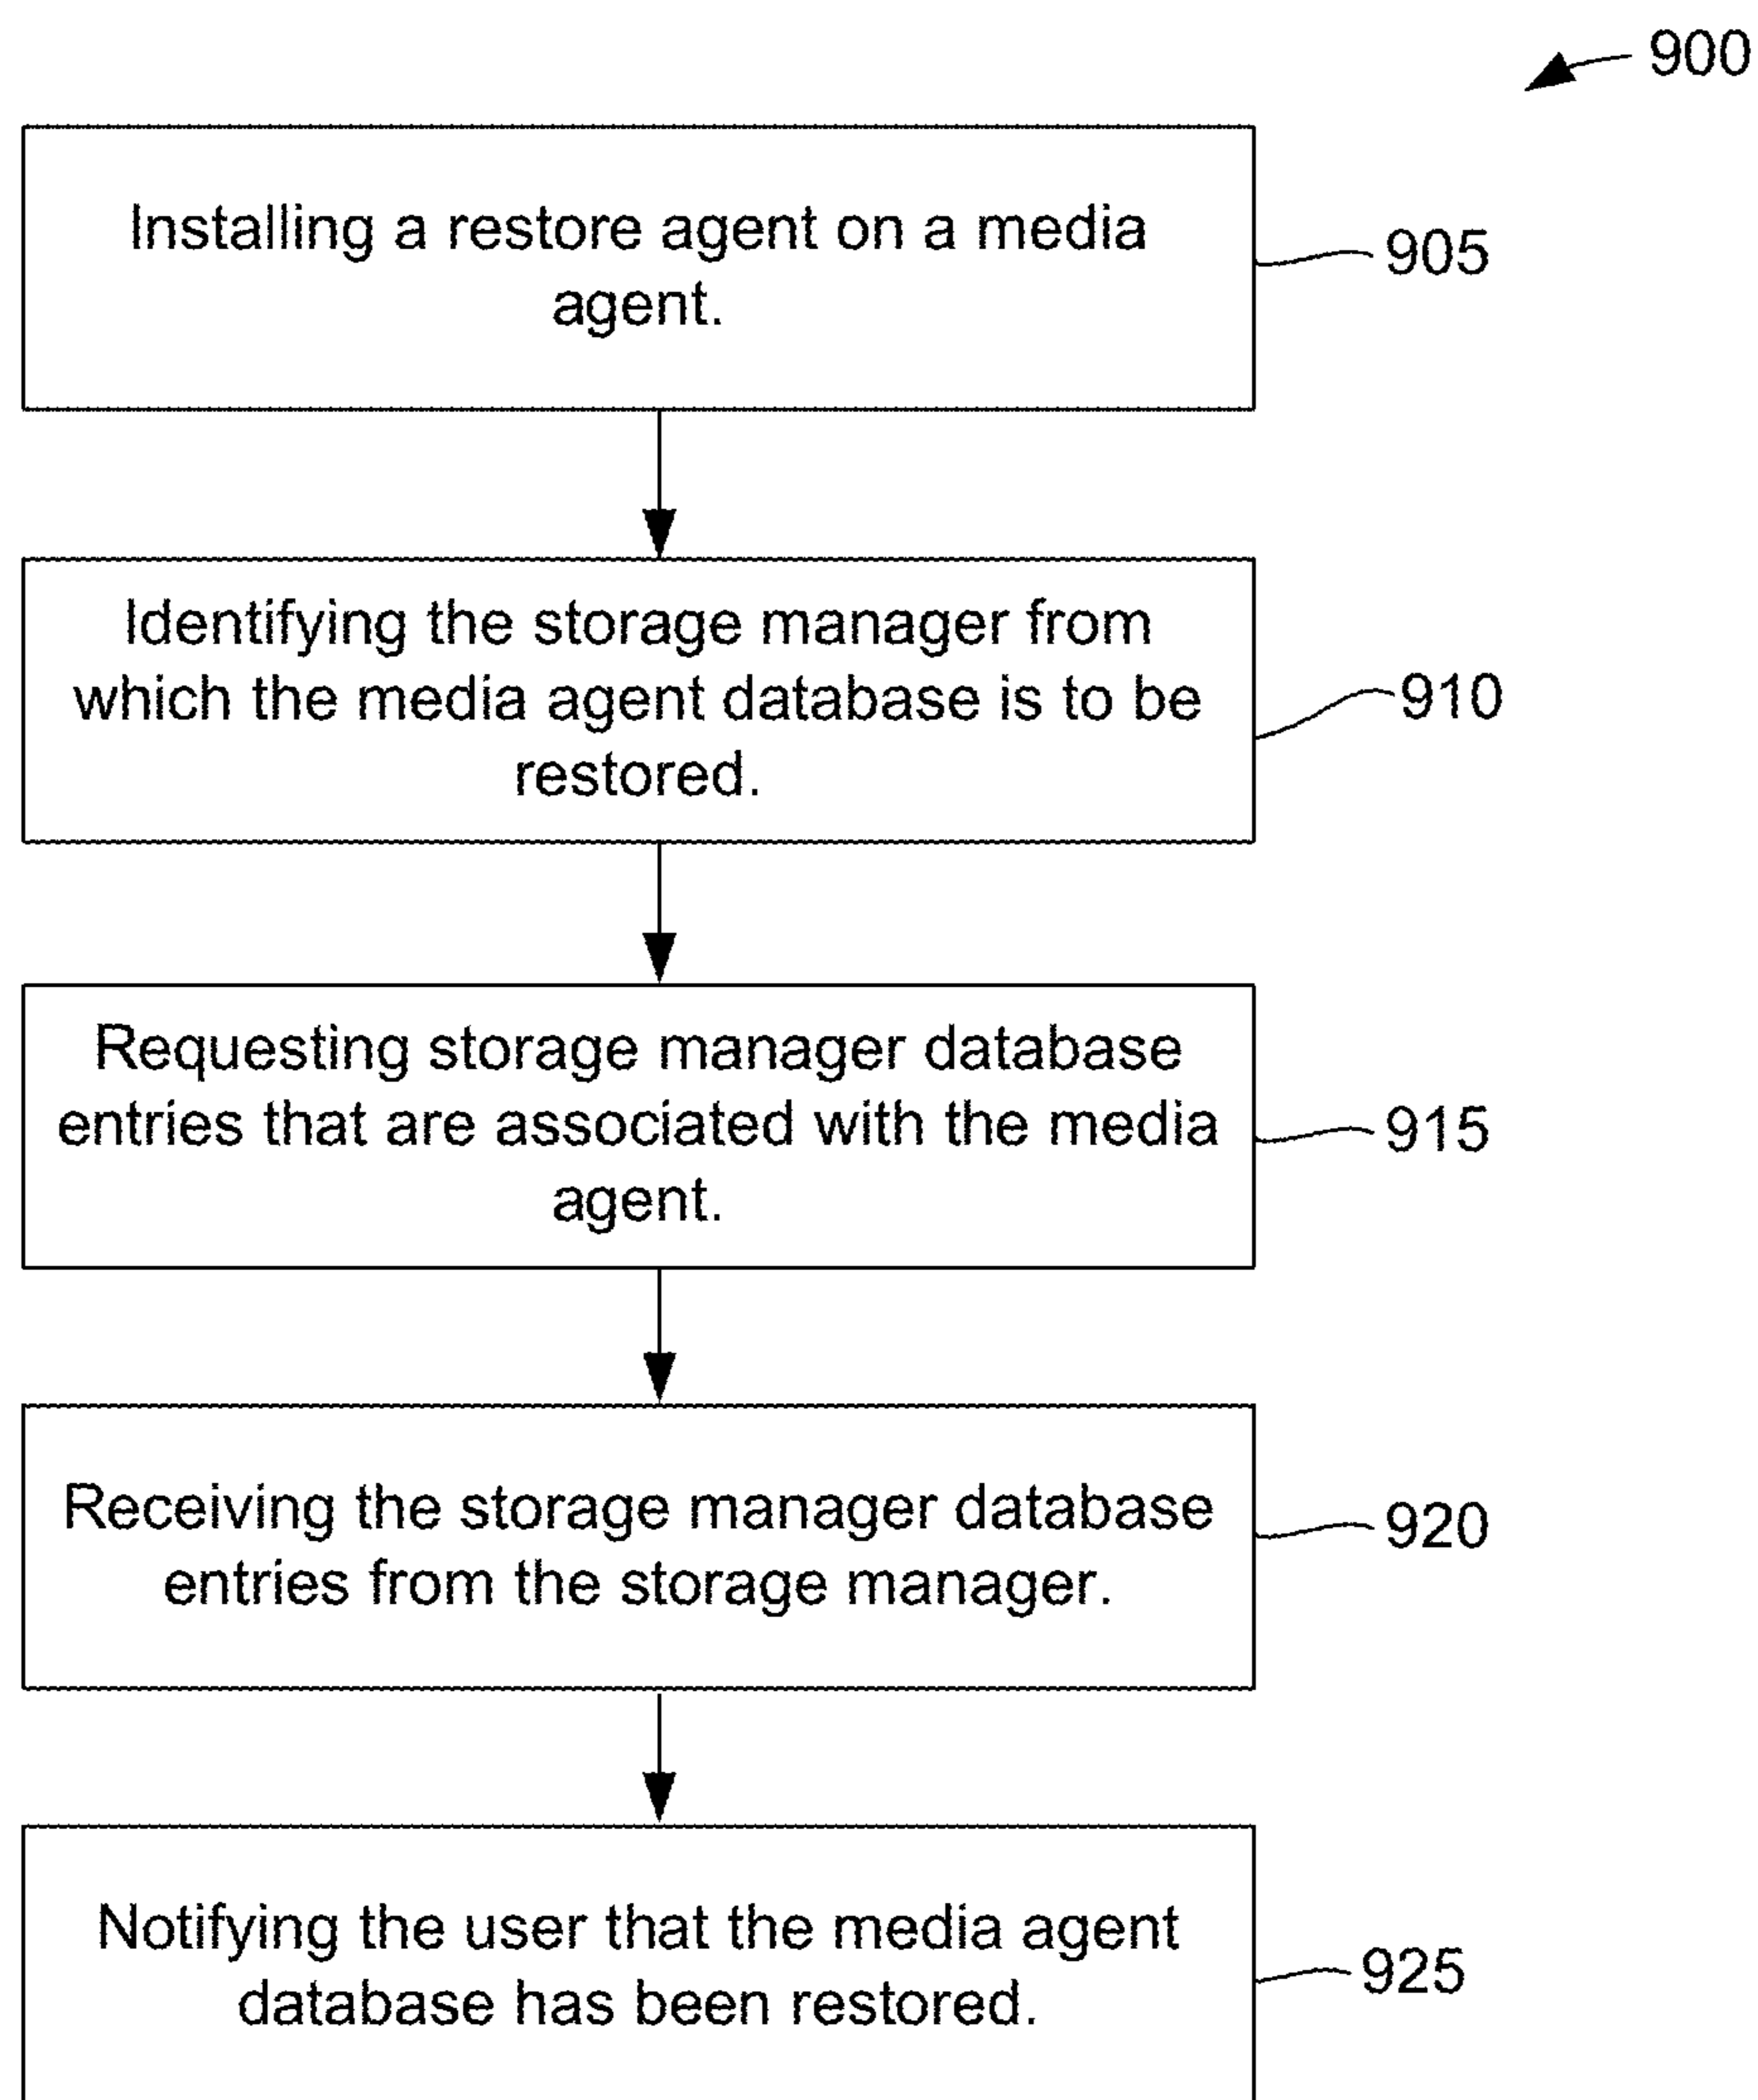 900
Installing a restore agent on a media
agent.
905
Identifying the storage manager from
which the media agent database is to be
restored.
910
Requesting storage manager database
entries that are associated with the media
agent.
915
Receiving the storage manager database
entries from the storage manager.
920
Notifying the user that the media agent
database has been restored.
925